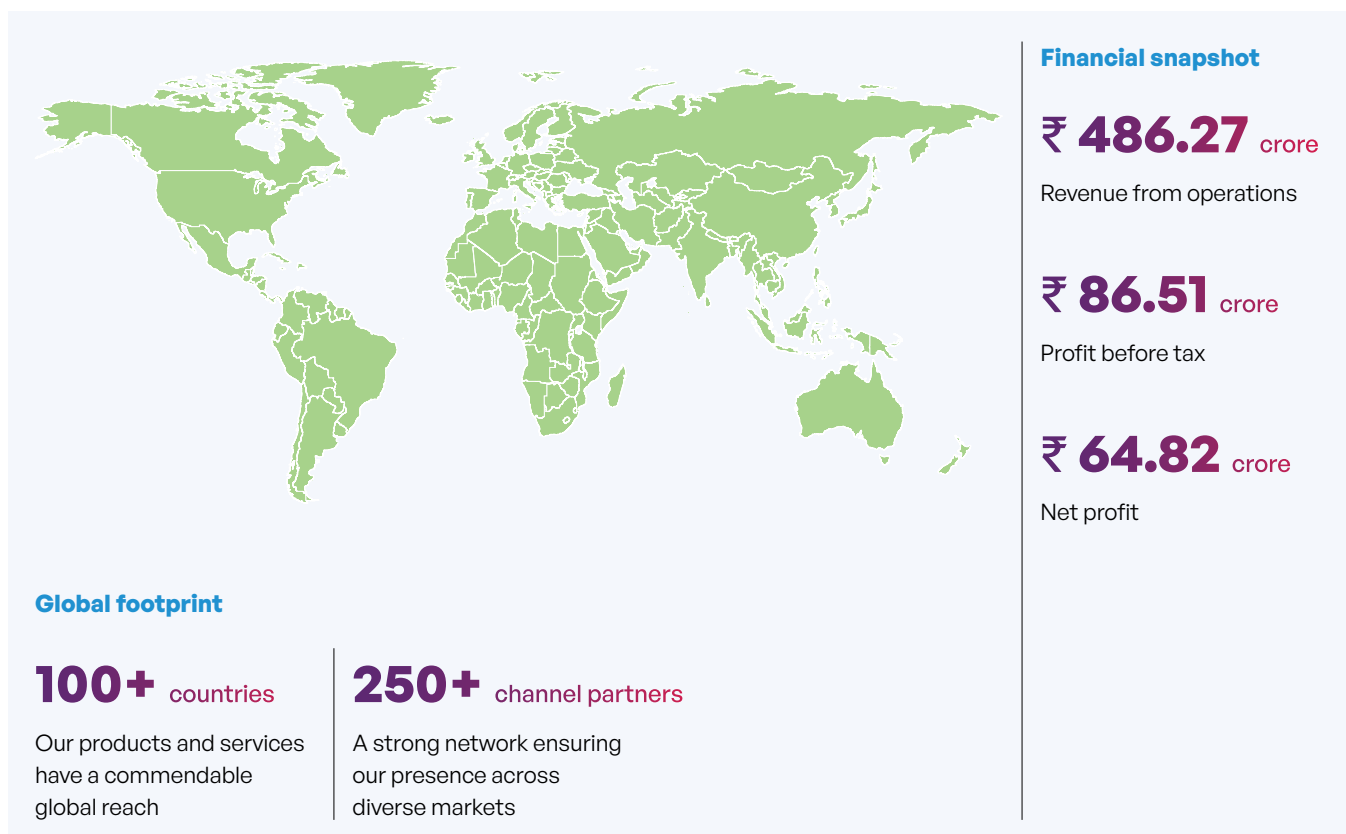 Financial snapshot
₹ 486.27 crore
Revenue from operations
₹ 86.51 crore
Profit before tax
₹ 64.82 crore
Net profit
Global footprint
100+ countries
Our products and services
have a commendable
global reach
250+ channel partners
A strong network ensuring
our presence across
diverse markets